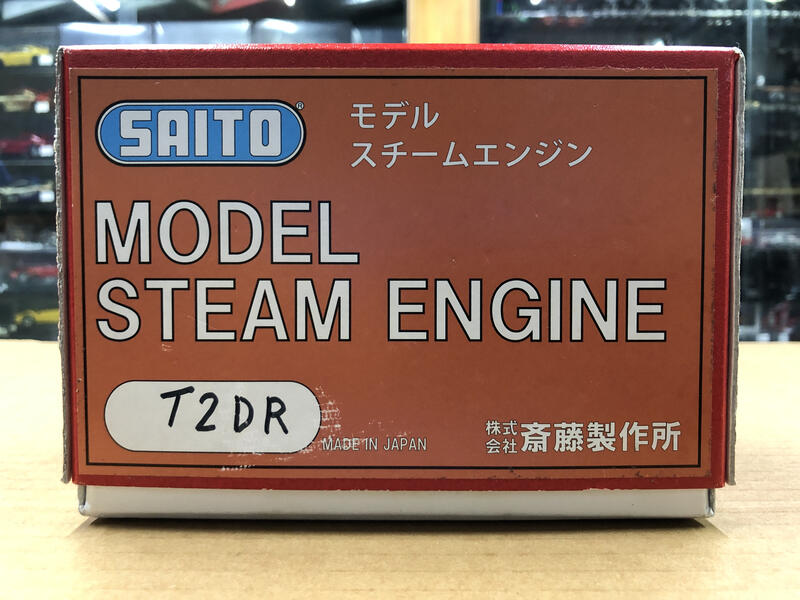 SAITO®
モデル
スチームエンジン
MODEL
STEAM ENGINE
T2DR
MADE IN JAPAN
株式会社 斎藤製作所